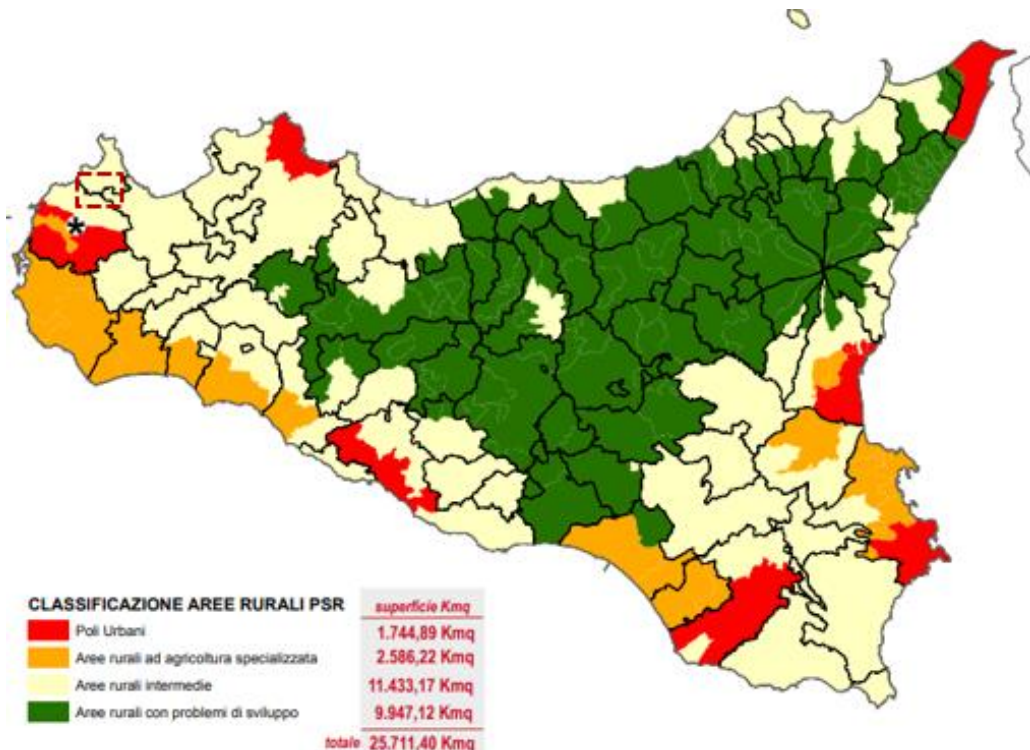 *
CLASSIFICAZIONE AREE RURALI PSR superficie Kmq
Poli Urbani 1.744,89 Kmq
Aree rurali ad agricoltura specializzata 2.586,22 Kmq
Aree rurali intermedie 11.433,17 Kmq
Aree rurali con problemi di sviluppo 9.947,12 Kmq
totale 25.711,40 Kmq